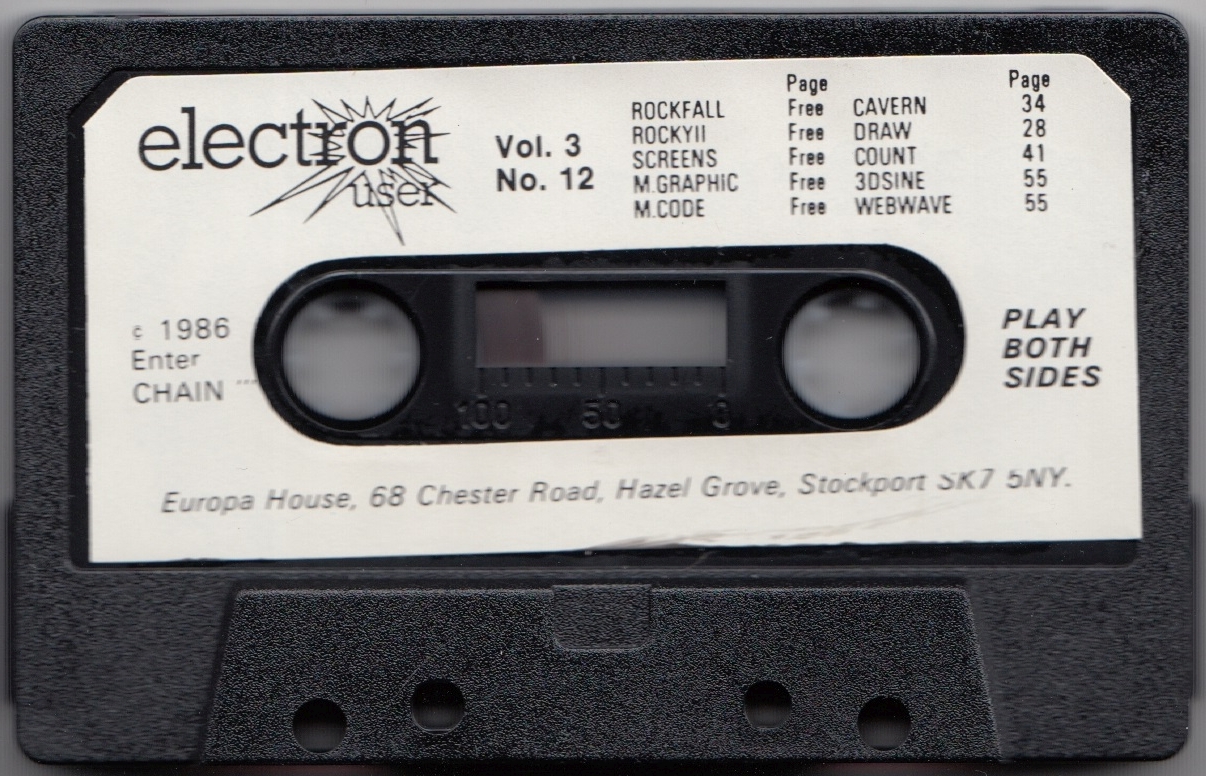 electron
user
Vol. 3
No. 12
Page Page
ROCKFALL Free CAVERN 34
ROCKYII Free DRAW 28
SCREENS Free COUNT 41
M.GRAPHIC Free 3DSINE 55
M.CODE Free WEBWAVE 55
c 1986
Enter
CHAIN """
100 50 0
PLAY
BOTH
SIDES
Europa House, 68 Chester Road, Hazel Grove, Stockport SK7 5NY.